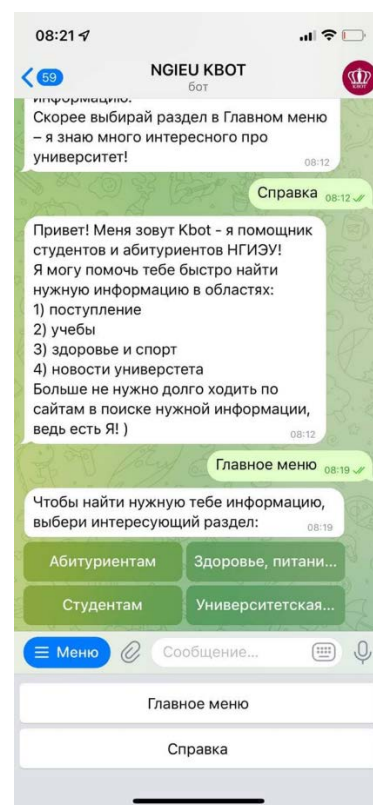 08:21
59
NGIEU KBOT
бот
KBOT
информацию.
Скорее выбирай раздел в Главном меню
– я знаю много интересного про
университет!
08:12
Справка
08:12
Привет! Меня зовут Kbot - я помощник
студентов и абитуриентов НГИЭУ!
Я могу помочь тебе быстро найти
нужную информацию в областях:
1) поступление
2) учебы
3) здоровье и спорт
4) новости универстета
Больше не нужно долго ходить по
сайтам в поиске нужной информации,
ведь есть Я! )
08:12
Главное меню
08:19
Чтобы найти нужную тебе информацию,
выбери интересующий раздел:
08:19
Абитуриентам
Здоровье, питани...
Студентам
Университетская...
Меню
Сообщение...
Главное меню
Справка